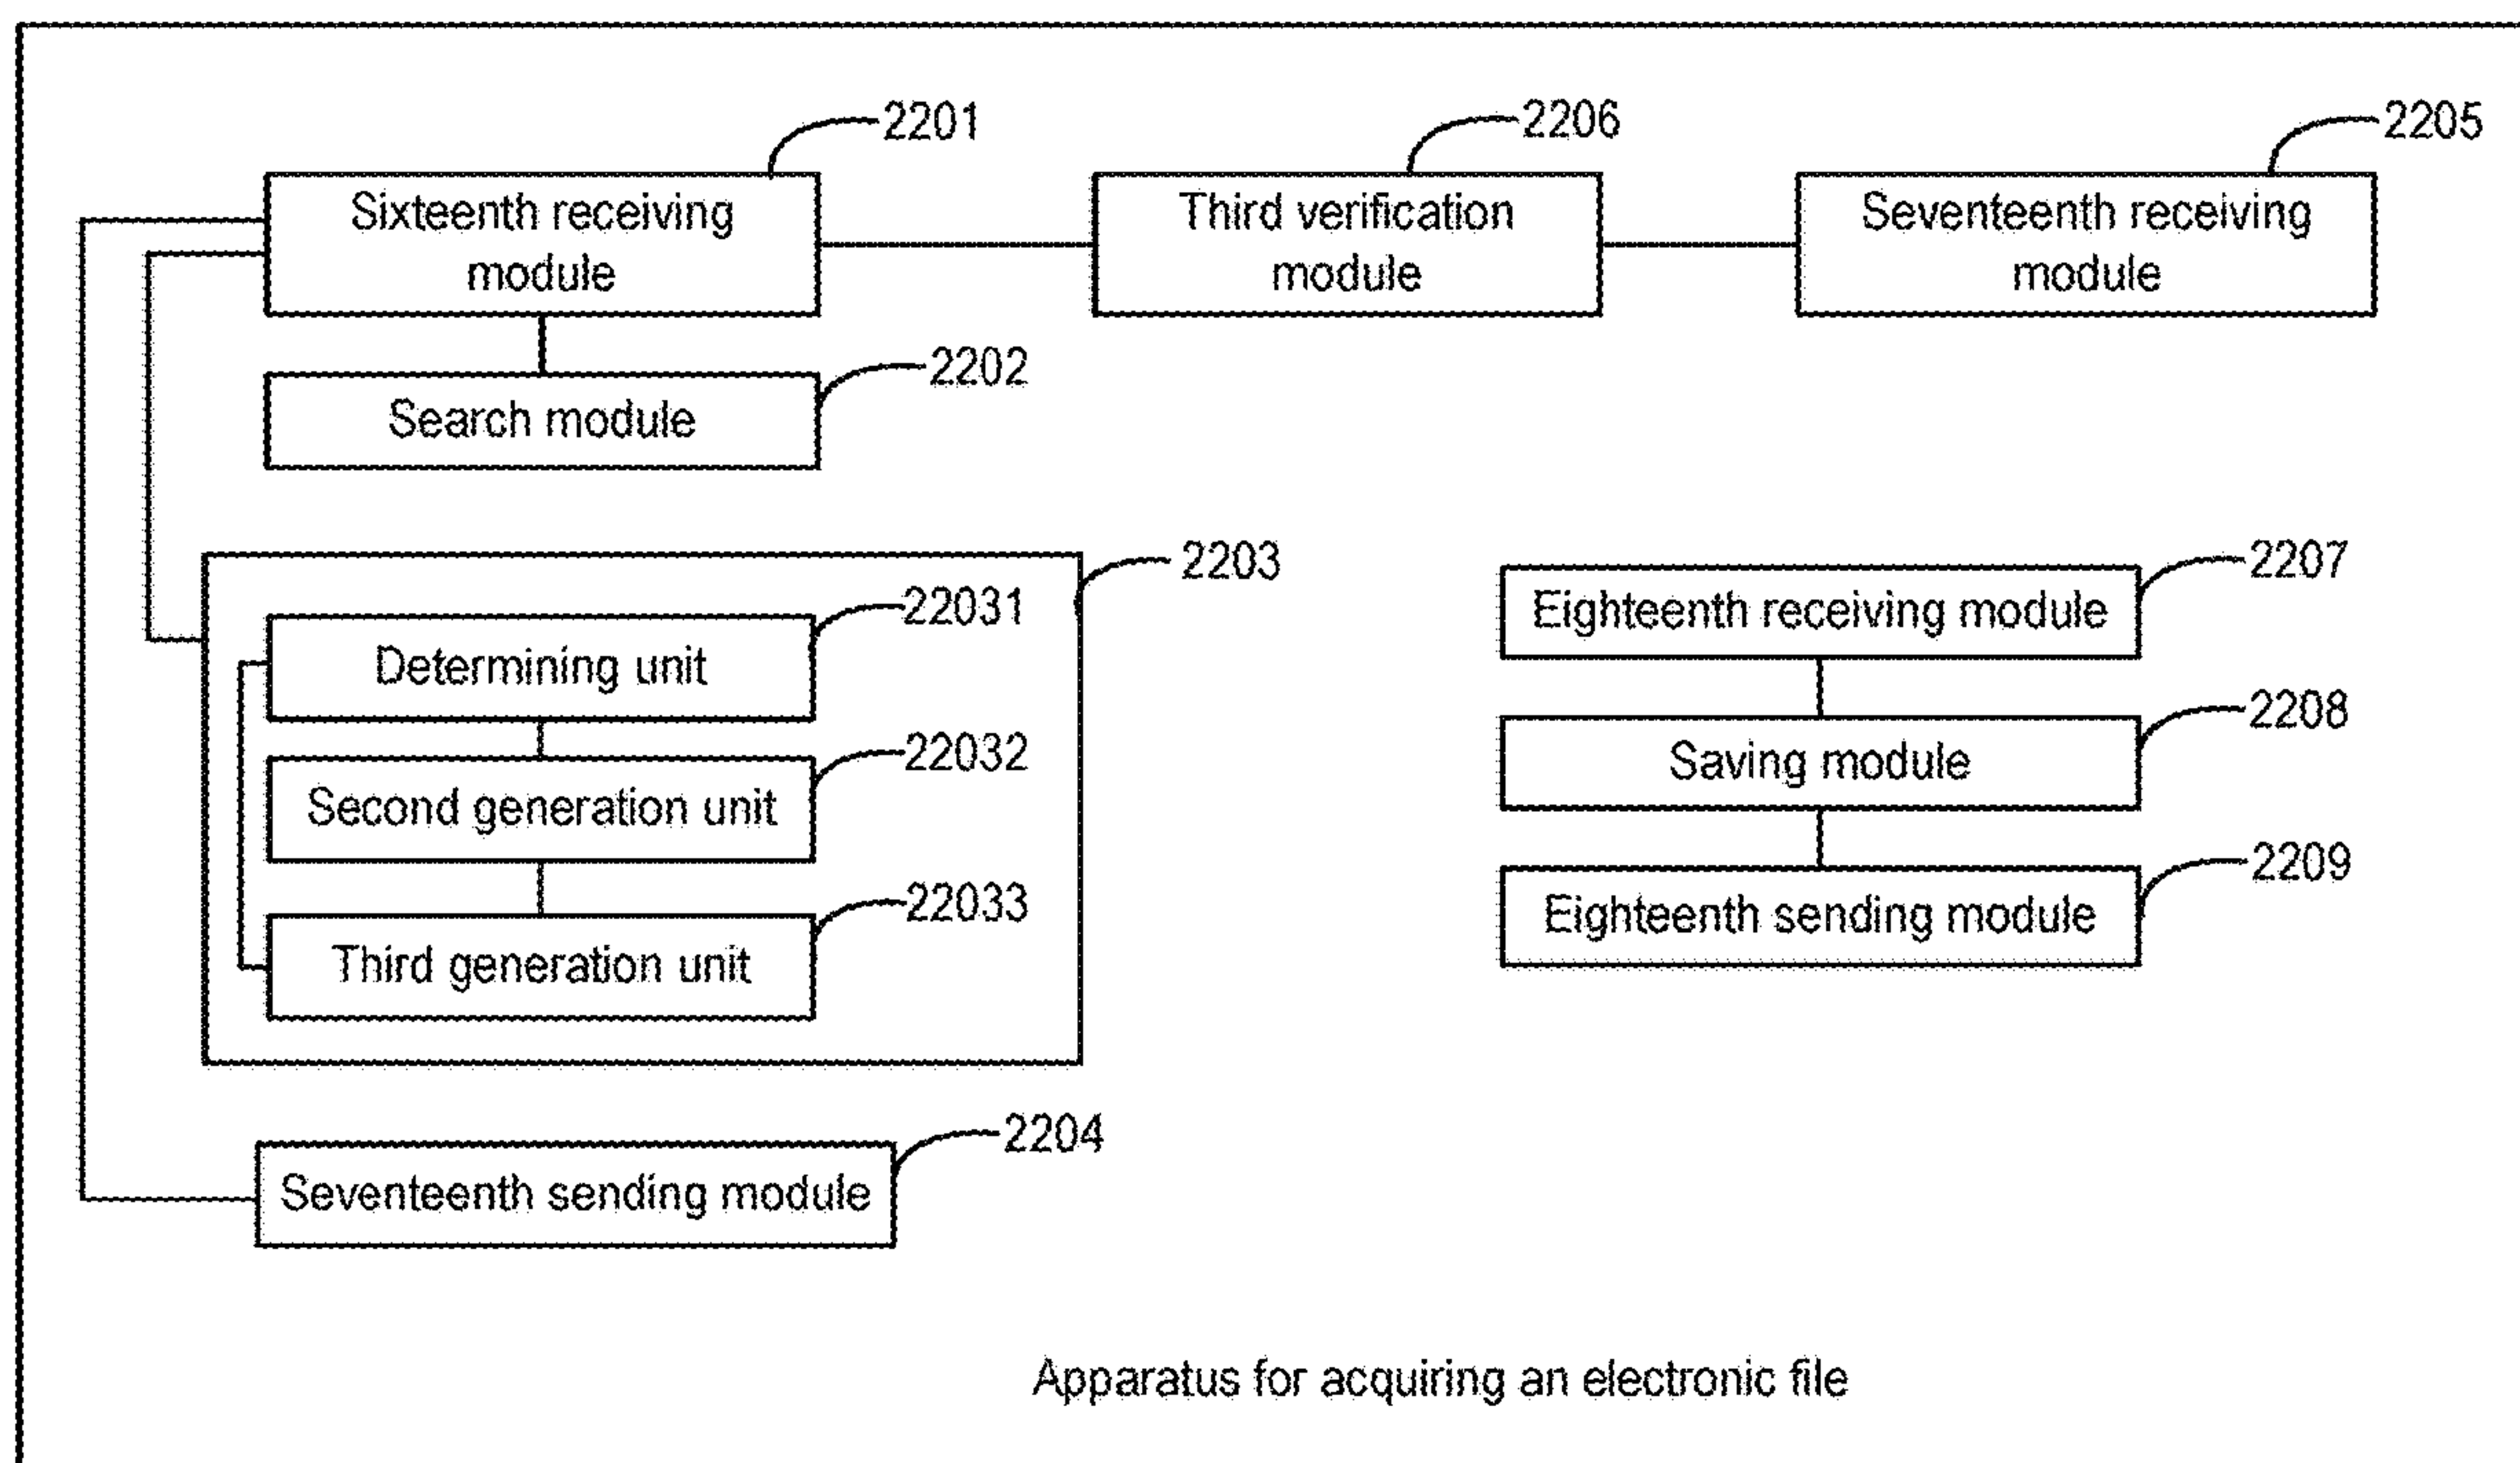 2201
2206
2205
Sixteenth receiving
module
Third verification
module
Seventeenth receiving
module
2202
Search module
2203
22031
Determining unit
22032
Second generation unit
22033
Third generation unit
2207
Eighteenth receiving module
2208
Saving module
2209
Eighteenth sending module
2204
Seventeenth sending module
Apparatus for acquiring an electronic file